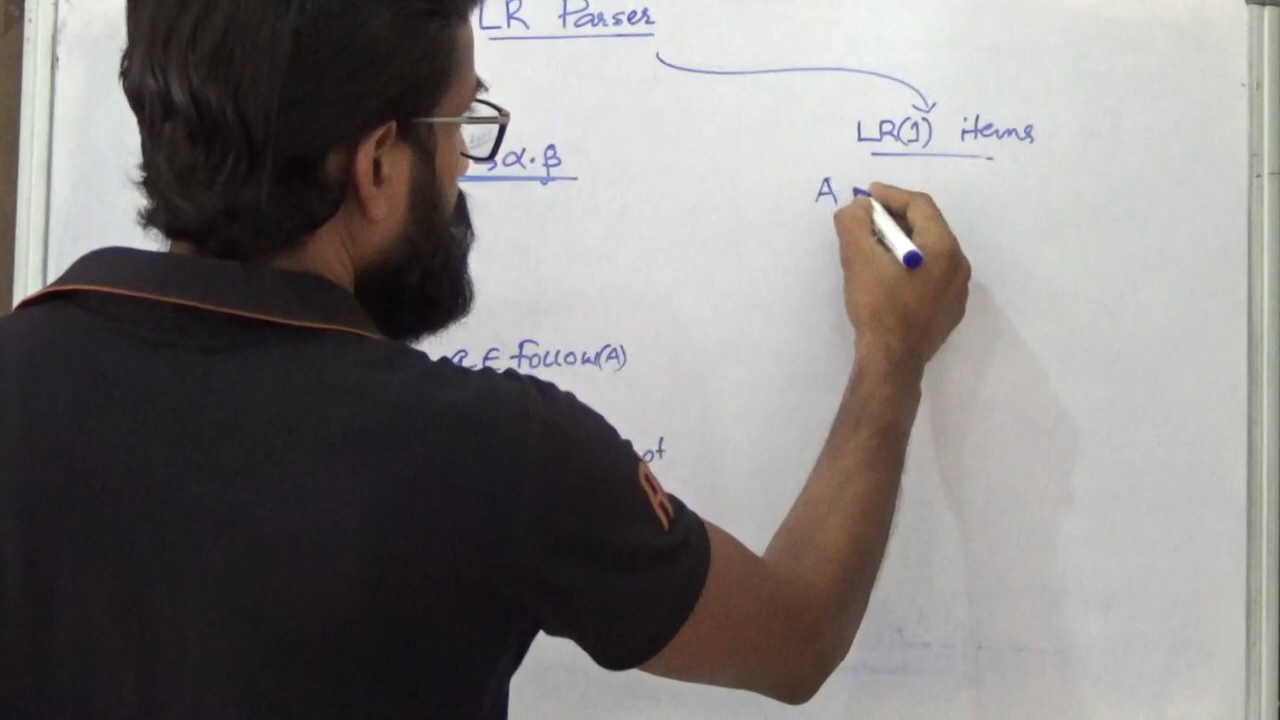 LR Parser
LR(1) items
α.β
A
a ∈ Follow(A)
of